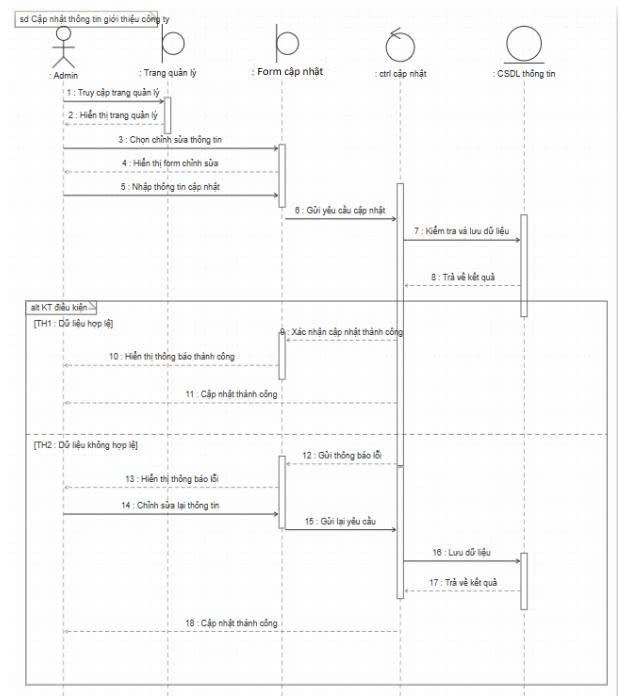 sd Cập nhật thông tin giới thiệu công ty
: Admin
: Trang quản lý
: Form cập nhật
: ctrl cập nhật
: CSDL thông tin
1 : Truy cập trang quản lý
2 : Hiển thị trang quản lý
3 : Chọn chỉnh sửa thông tin
4 : Hiển thị form chỉnh sửa
5 : Nhập thông tin cập nhật
6 : Gửi yêu cầu cập nhật
7 : Kiểm tra và lưu dữ liệu
8 : Trả về kết quả
alt KT điều kiện
[TH1 : Dữ liệu hợp lệ]
9 : Xác nhận cập nhật thành công
10 : Hiển thị thông báo thành công
11 : Cập nhật thành công
[TH2 : Dữ liệu không hợp lệ]
12 : Gửi thông báo lỗi
13 : Hiển thị thông báo lỗi
14 : Chỉnh sửa lại thông tin
15 : Gửi lại yêu cầu
16 : Lưu dữ liệu
17 : Trả về kết quả
18 : Cập nhật thành công